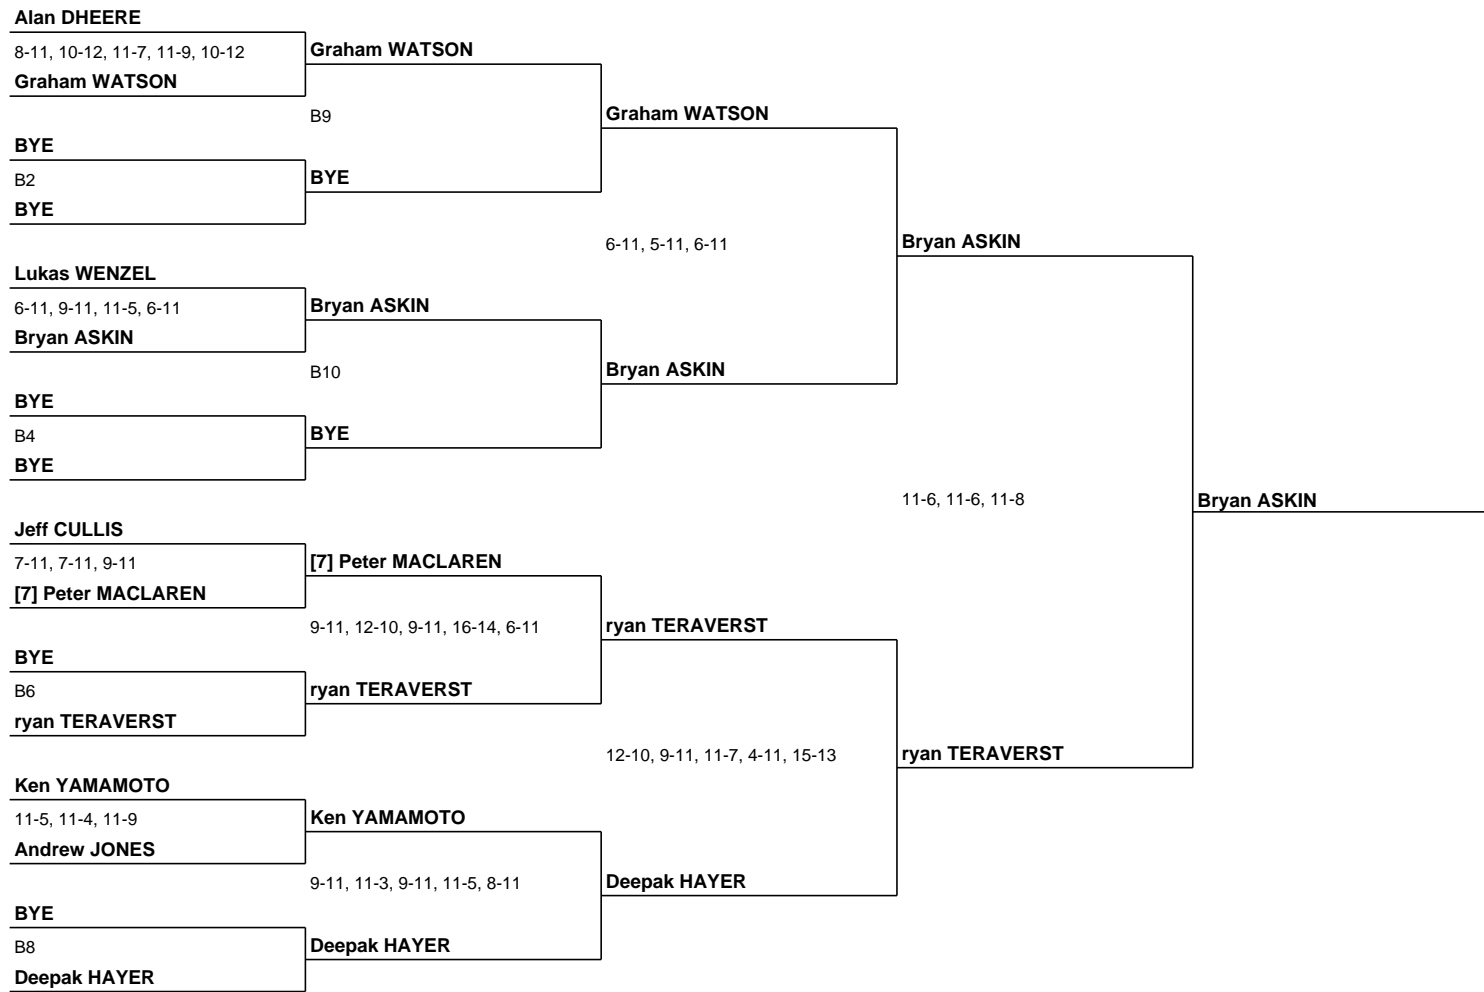 Alan DHEERE
8-11, 10-12, 11-7, 11-9, 10-12
Graham WATSON
BYE
B2
BYE
Lukas WENZEL
6-11, 9-11, 11-5, 6-11
Bryan ASKIN
BYE
B4
BYE
Jeff CULLIS
7-11, 7-11, 9-11
[7] Peter MACLAREN
BYE
B6
ryan TERAVERST
Ken YAMAMOTO
11-5, 11-4, 11-9
Andrew JONES
BYE
B8
Deepak HAYER
Graham WATSON
B9
BYE
Bryan ASKIN
B10
BYE
[7] Peter MACLAREN
9-11, 12-10, 9-11, 16-14, 6-11
ryan TERAVERST
Ken YAMAMOTO
9-11, 11-3, 9-11, 11-5, 8-11
Deepak HAYER
Graham WATSON
6-11, 5-11, 6-11
Bryan ASKIN
ryan TERAVERST
12-10, 9-11, 11-7, 4-11, 15-13
Deepak HAYER
Bryan ASKIN
11-6, 11-6, 11-8
ryan TERAVERST
Bryan ASKIN